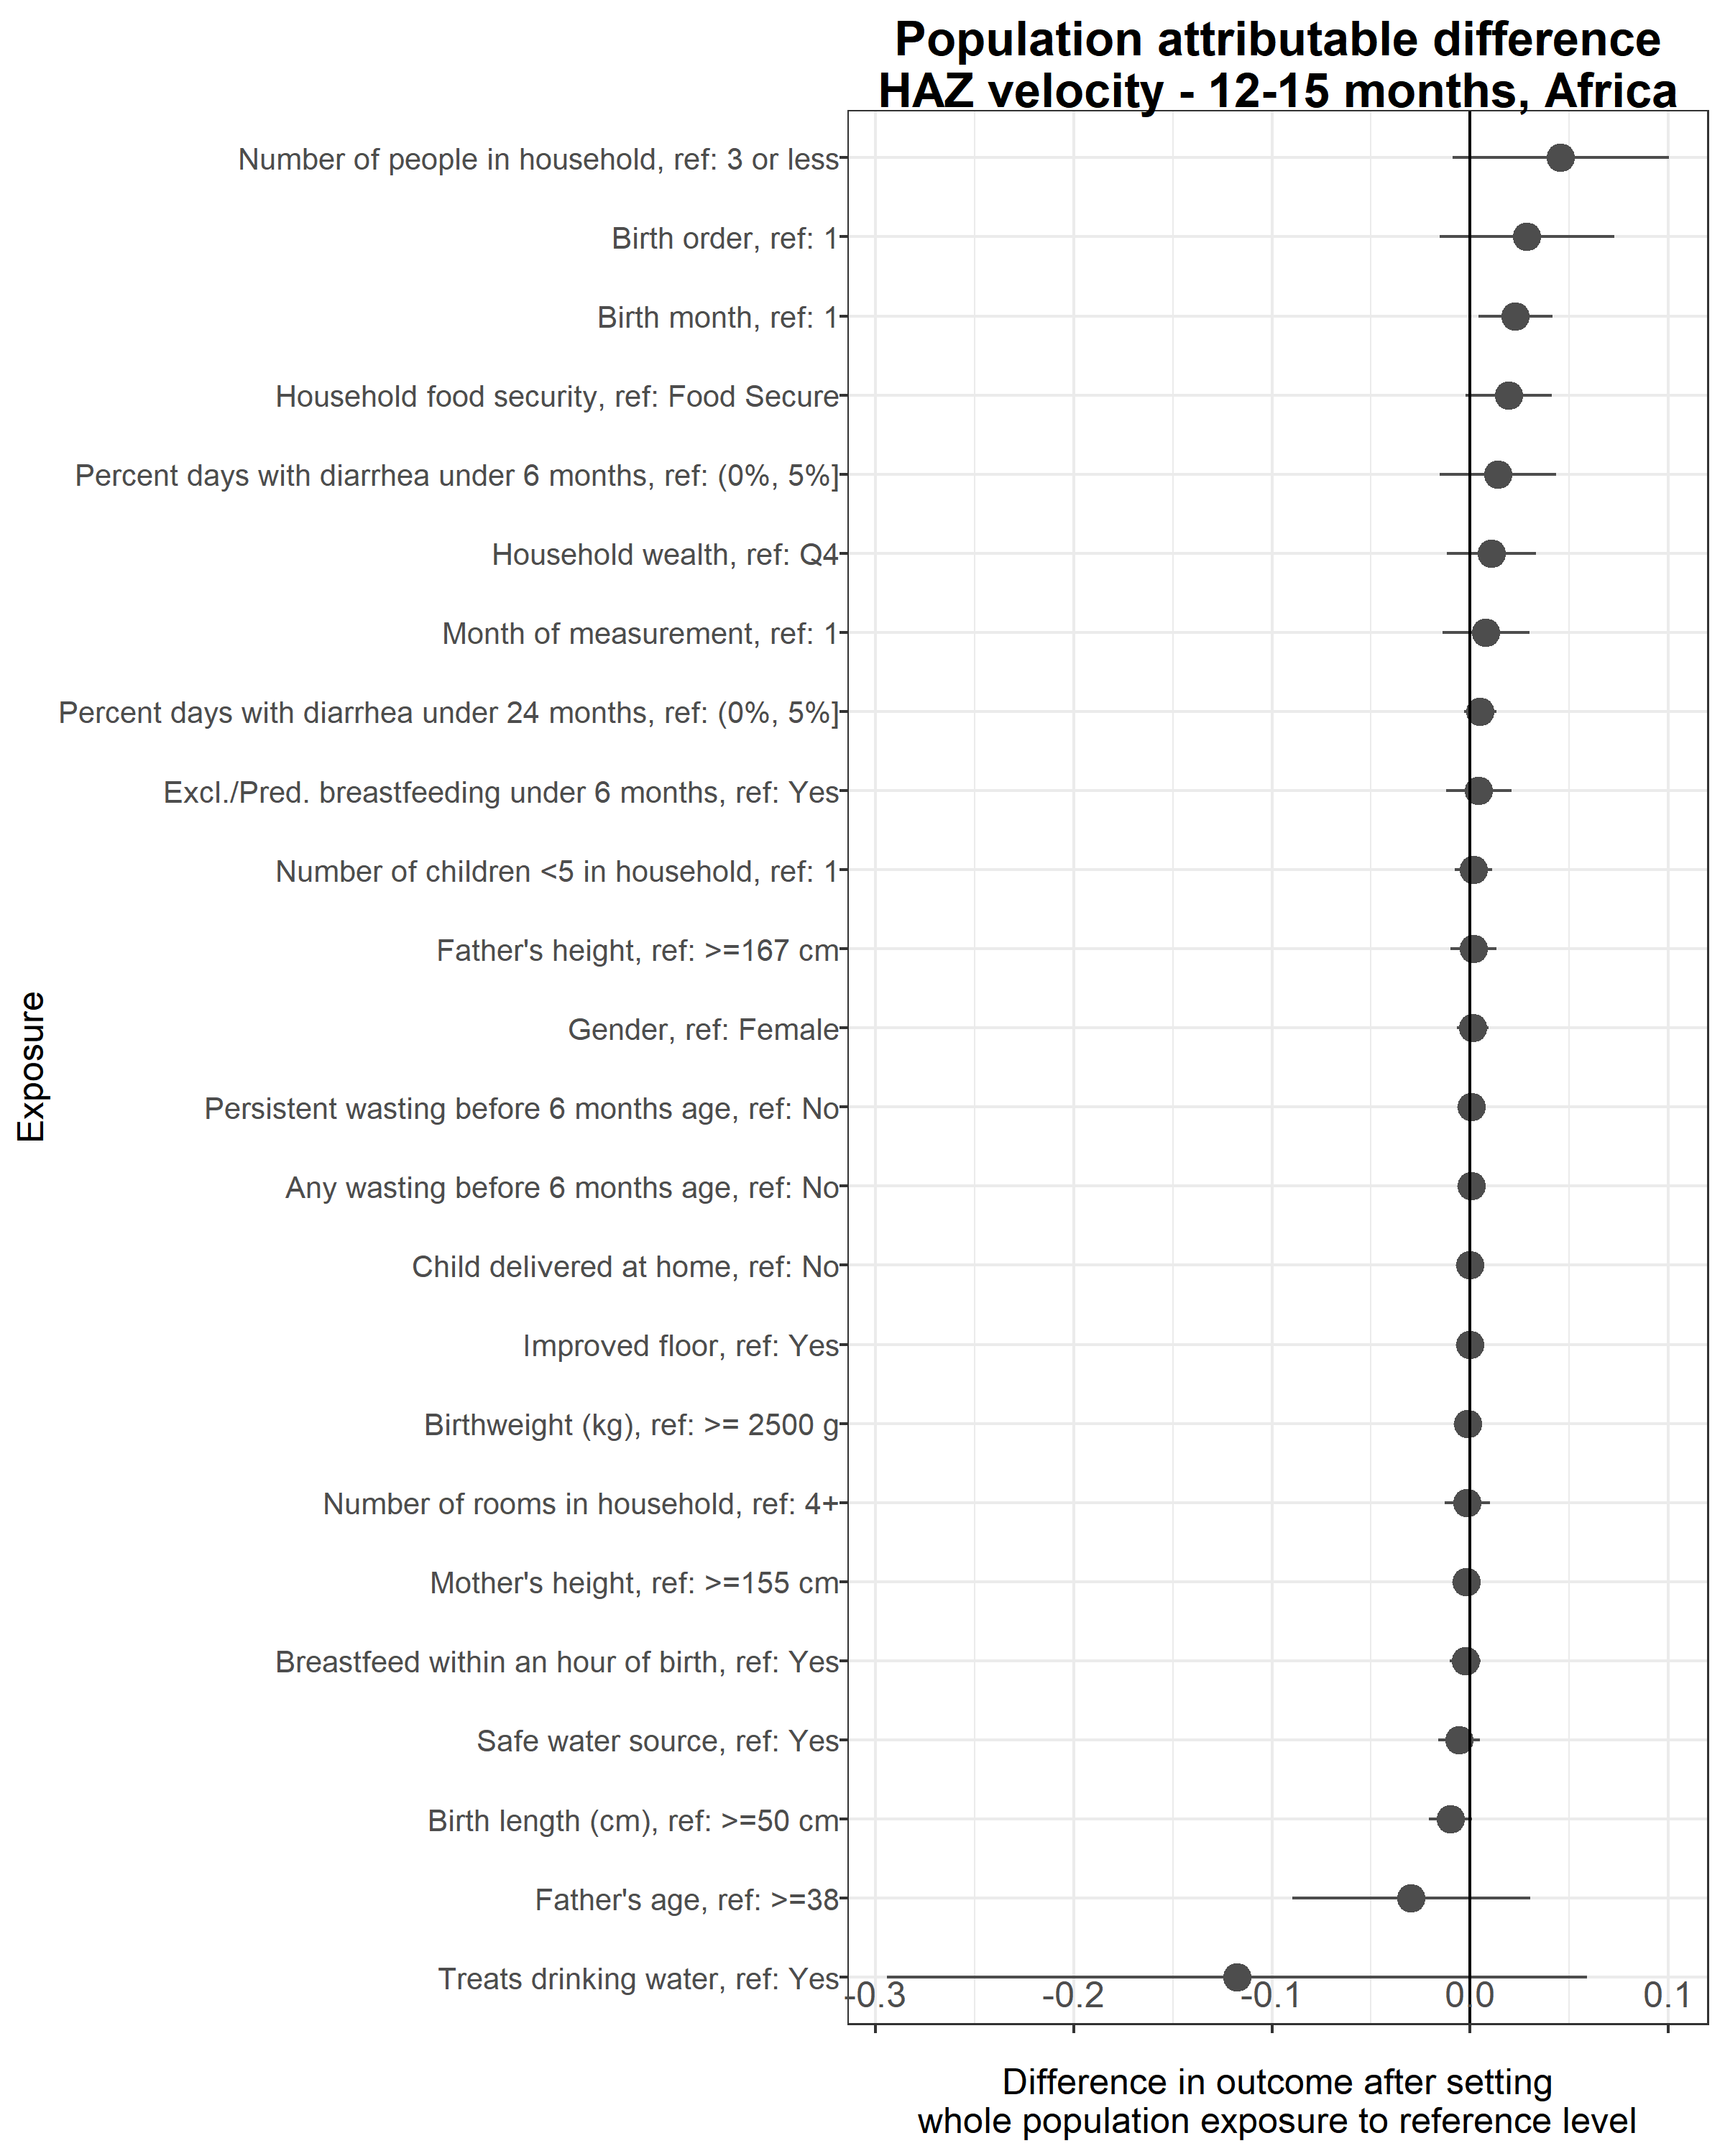 Population attributable difference
HAZ velocity - 12-15 months, Africa
Number of people in household, ref: 3 or less
Birth order, ref: 1
Birth month, ref: 1
Household food security, ref: Food Secure
Percent days with diarrhea under 6 months, ref: (0%, 5%]
Household wealth, ref: Q4
Month of measurement, ref: 1
Percent days with diarrhea under 24 months, ref: (0%, 5%]
Excl./Pred. breastfeeding under 6 months, ref: Yes
Number of children <5 in household, ref: 1
Father's height, ref: >=167 cm
Gender, ref: Female
Persistent wasting before 6 months age, ref: No
Any wasting before 6 months age, ref: No
Child delivered at home, ref: No
Improved floor, ref: Yes
Birthweight (kg), ref: >= 2500 g
Number of rooms in household, ref: 4+
Mother's height, ref: >=155 cm
Breastfeed within an hour of birth, ref: Yes
Safe water source, ref: Yes
Birth length (cm), ref: >=50 cm
Father's age, ref: >=38
Treats drinking water, ref: Yes
Exposure
-0.3 -0.2 -0.1 0.0 0.1
Difference in outcome after setting
whole population exposure to reference level